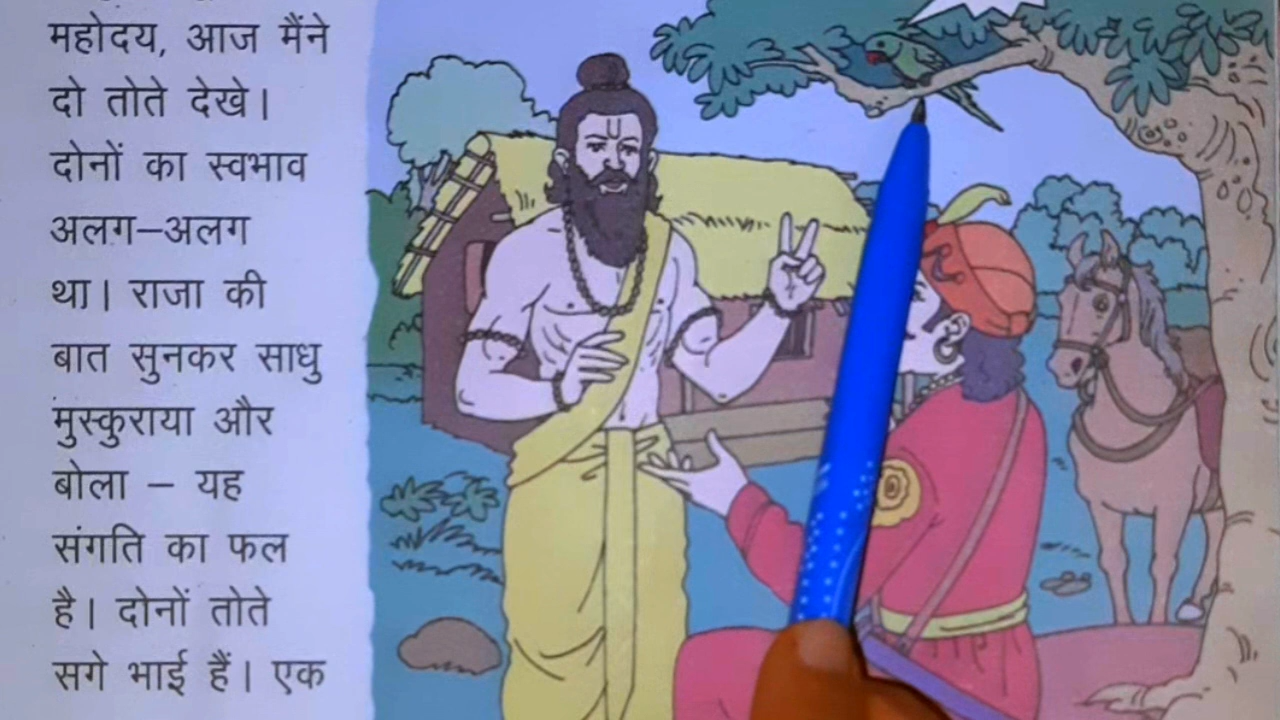 महोदय, आज मैंने
दो तोते देखे।
दोनों का स्वभाव
अलग–अलग
था। राजा की
बात सुनकर साधु
मुस्कुराया और
बोला – यह
संगति का फल
है। दोनों तोते
सगे भाई हैं। एक